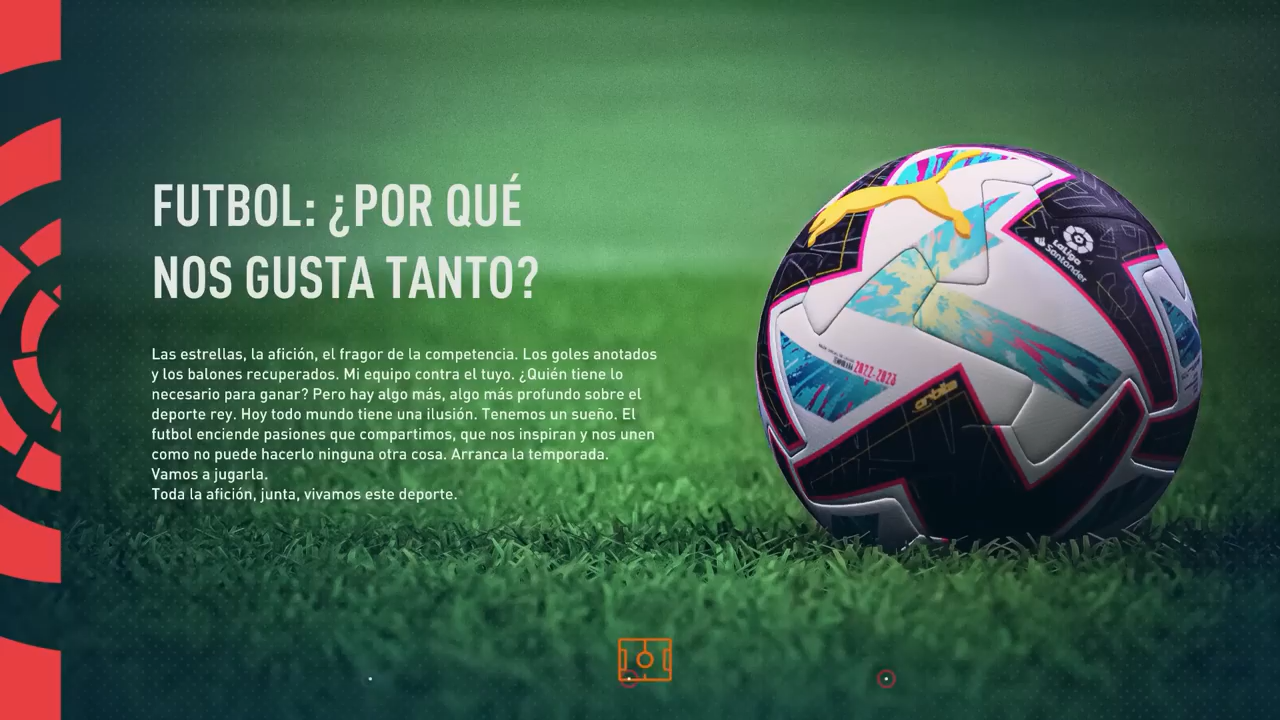 FUTBOL: ¿POR QUÉ
NOS GUSTA TANTO?
Las estrellas, la afición, el fragor de la competencia. Los goles anotados
y los balones recuperados. Mi equipo contra el tuyo. ¿Quién tiene lo
necesario para ganar? Pero hay algo más, algo más profundo sobre el
deporte rey. Hoy todo mundo tiene una ilusión. Tenemos un sueño. El
futbol enciende pasiones que compartimos, que nos inspiran y nos unen
como no puede hacerlo ninguna otra cosa. Arranca la temporada.
Vamos a jugarla.
Toda la afición, junta, vivamos este deporte.
LaLiga
Santander
TEMPORADA 2022-2023
orbita